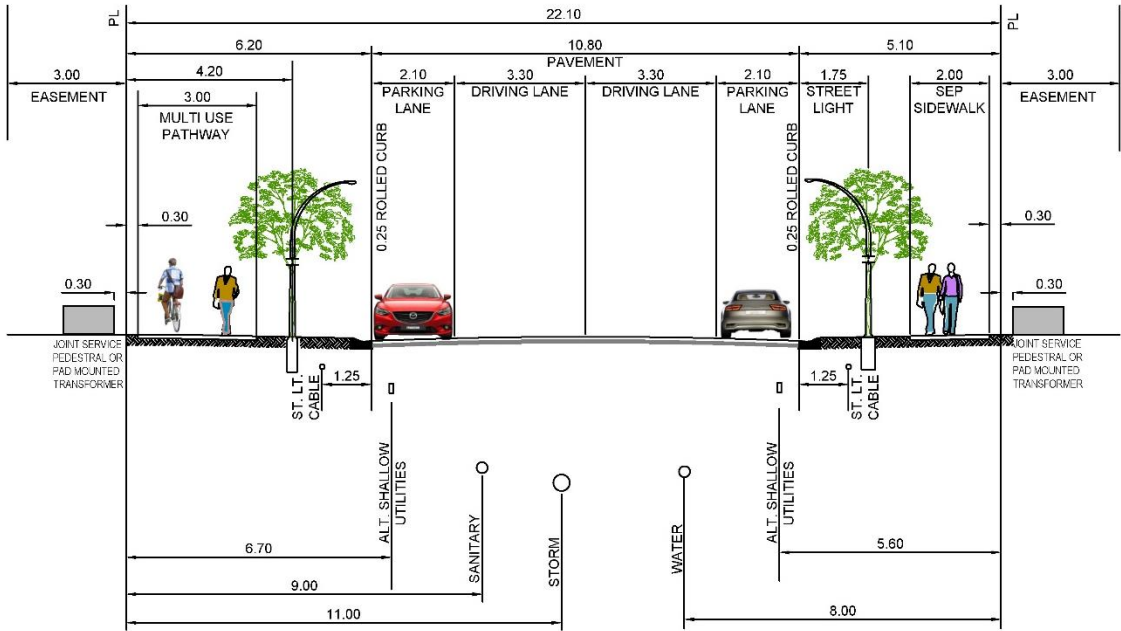 PL
22.10
PL
6.20
10.80
5.10
PAVEMENT
3.00
EASEMENT
4.20
2.10
PARKING
LANE
3.30
DRIVING LANE
3.30
DRIVING LANE
2.10
PARKING
LANE
1.75
STREET
LIGHT
2.00
SEP
SIDEWALK
3.00
EASEMENT
3.00
MULTI USE
PATHWAY
0.25 ROLLED CURB
0.25 ROLLED CURB
0.30
0.30
0.30
0.30
JOINT SERVICE
PEDESTRAL OR
PAD MOUNTED
TRANSFORMER
JOINT SERVICE
PEDESTRAL OR
PAD MOUNTED
TRANSFORMER
ST. LT.
CABLE
1.25
1.25
ST. LT.
CABLE
ALT. SHALLOW
UTILITIES
SANITARY
STORM
WATER
ALT. SHALLOW
UTILITIES
6.70
5.60
9.00
11.00
8.00